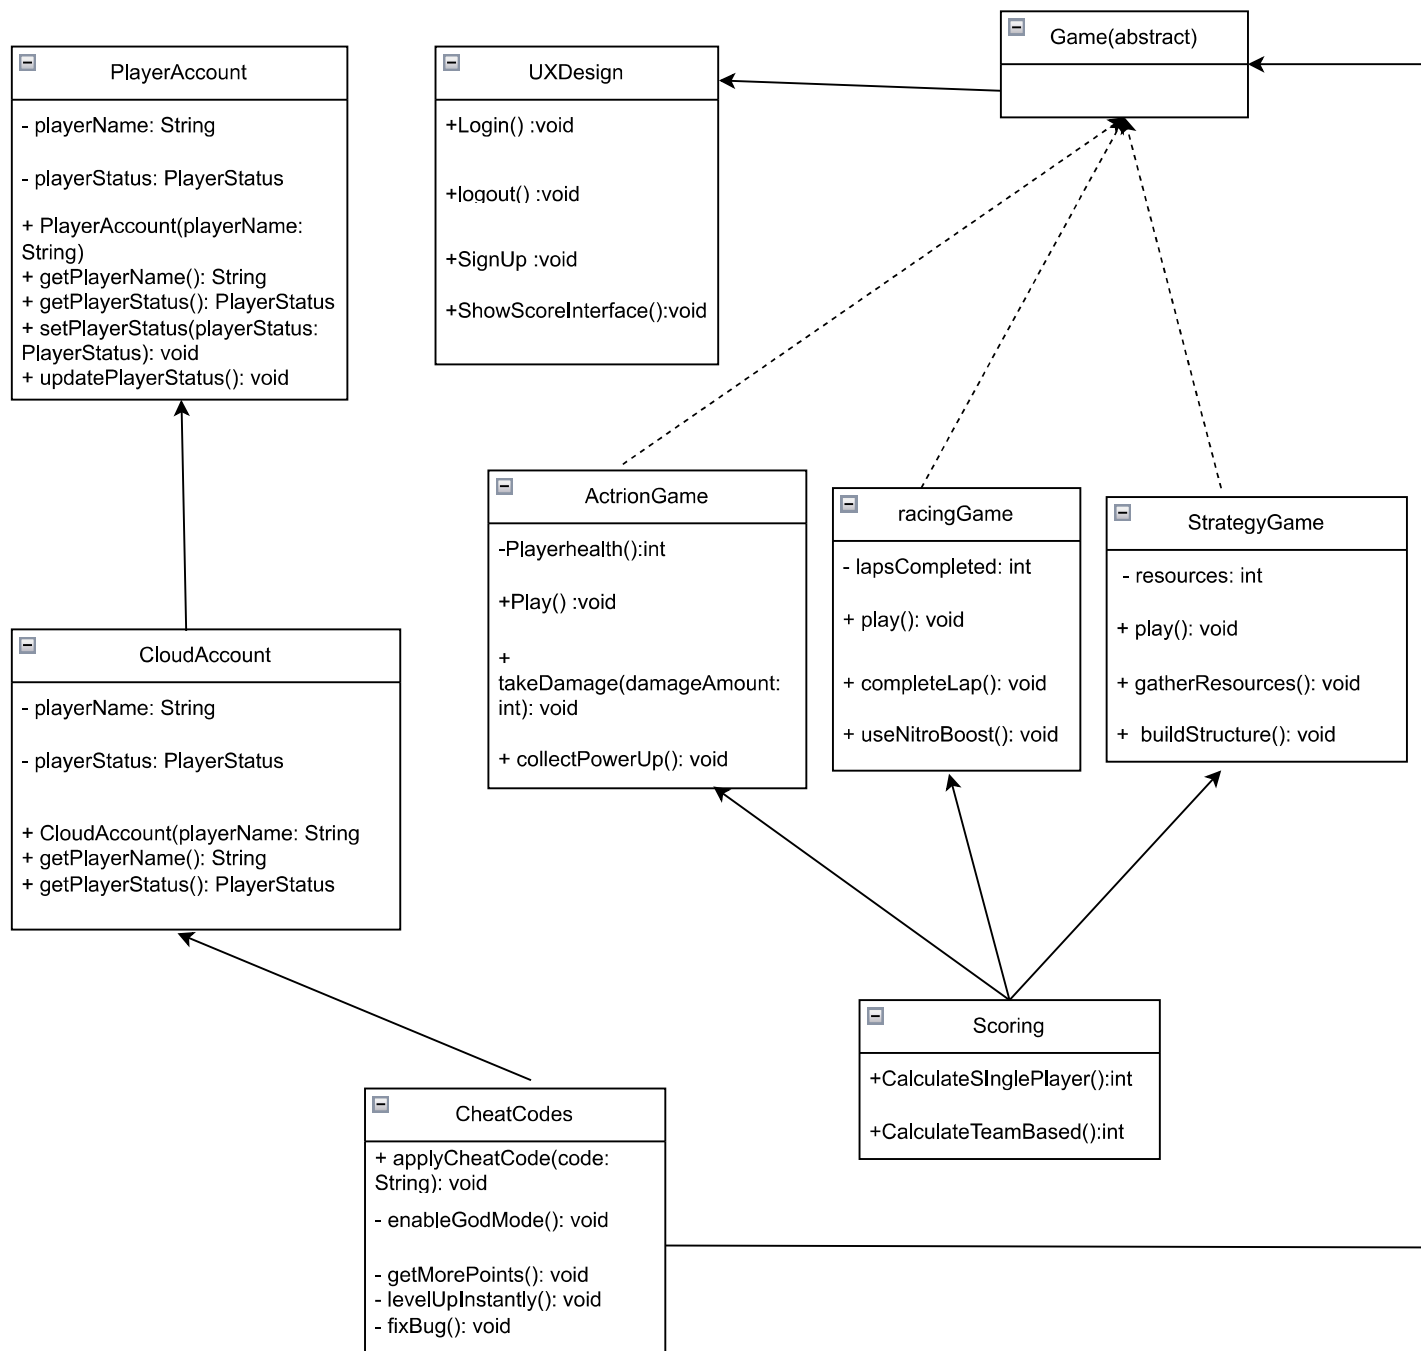 PlayerAccount
- playerName: String
- playerStatus: PlayerStatus
+ PlayerAccount(playerName:
String)
+ getPlayerName(): String
+ getPlayerStatus(): PlayerStatus
+ setPlayerStatus(playerStatus:
PlayerStatus): void
+ updatePlayerStatus(): void
UXDesign
+Login() :void
+logout() :void
+SignUp :void
+ShowScoreInterface():void
Game(abstract)
ActrionGame
-Playerhealth():int
+Play() :void
+
takeDamage(damageAmount:
int): void
+ collectPowerUp(): void
racingGame
- lapsCompleted: int
+ play(): void
+ completeLap(): void
+ useNitroBoost(): void
StrategyGame
- resources: int
+ play(): void
+ gatherResources(): void
+ buildStructure(): void
CloudAccount
- playerName: String
- playerStatus: PlayerStatus
+ CloudAccount(playerName: String
+ getPlayerName(): String
+ getPlayerStatus(): PlayerStatus
Scoring
+CalculateSInglePlayer():int
+CalculateTeamBased():int
CheatCodes
+ applyCheatCode(code:
String): void
- enableGodMode(): void
- getMorePoints(): void
- levelUpInstantly(): void
- fixBug(): void